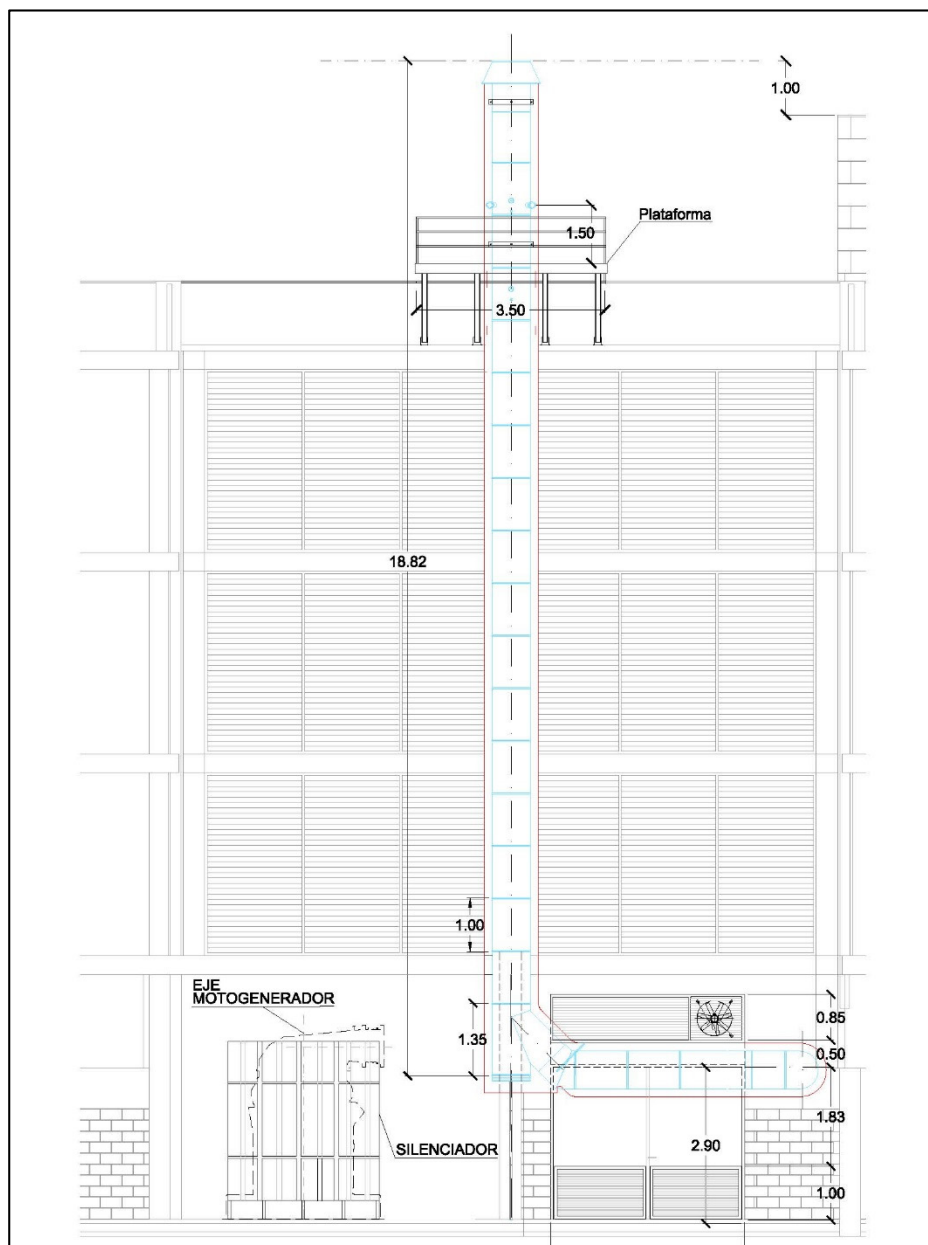 1.00
Plataforma
1.50
3.50
18.82
1.00
EJE
MOTOGENERADOR
0.85
1.35
0.50
1.83
SILENCIADOR
2.90
1.00